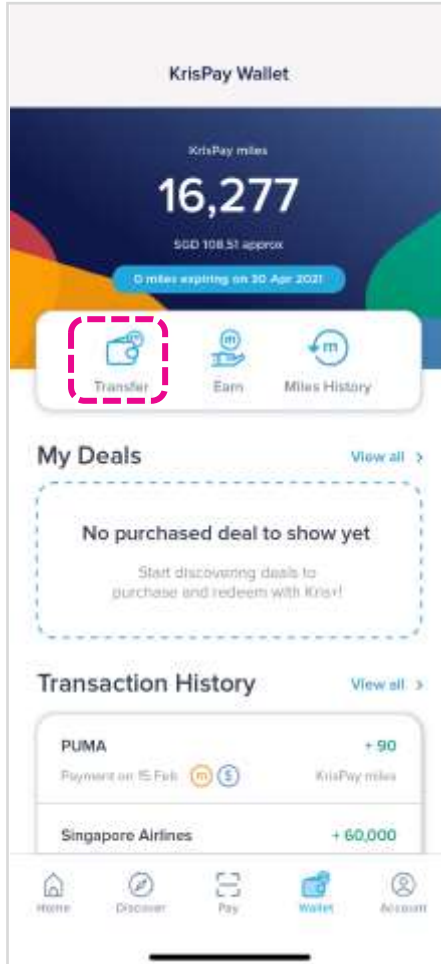 KrisPay Wallet
KrisPay miles
16,277
SGD 108.51 approx
0 miles expiring on 30 Apr 2021
Transfer Earn Miles History
My Deals View all >
No purchased deal to show yet
Start discovering deals to
purchase and redeem with Kris+!
Transaction History View all >
PUMA + 90
Payment on 15 Feb m $ KrisPay miles
Singapore Airlines + 60,000
Home Discover Pay Wallet Account